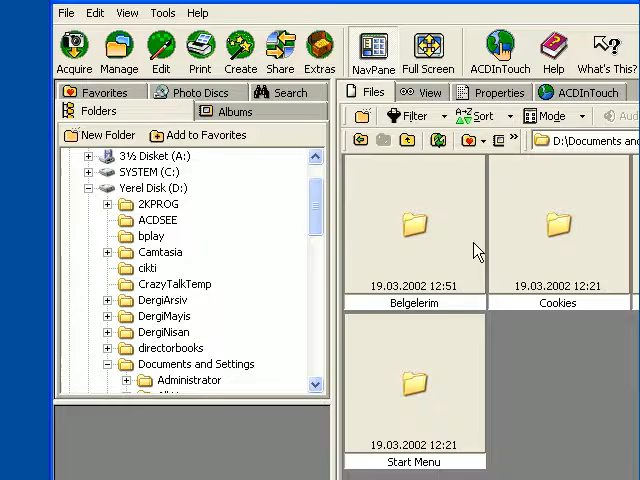 File Edit View Tools Help
Acquire Manage Edit Print Create Share Extras NavPane Full Screen ACDInTouch Help What's This?
Favorites Photo Discs Search
Folders Albums
New Folder Add to Favorites
3½ Disket (A:)
SYSTEM (C:)
Yerel Disk (D:)
2KPROG
ACDSEE
bplay
Camtasia
cikti
CrazyTalkTemp
DergiArsiv
DergiMayis
DergiNisan
directorbooks
Documents and Settings
Administrator
Files View Properties ACDInTouch
Filter A-Z Sort Mode Aud
» D:\Documents and
19.03.2002 12:51 19.03.2002 12:21
Belgelerim Cookies
19.03.2002 12:21
Start Menu